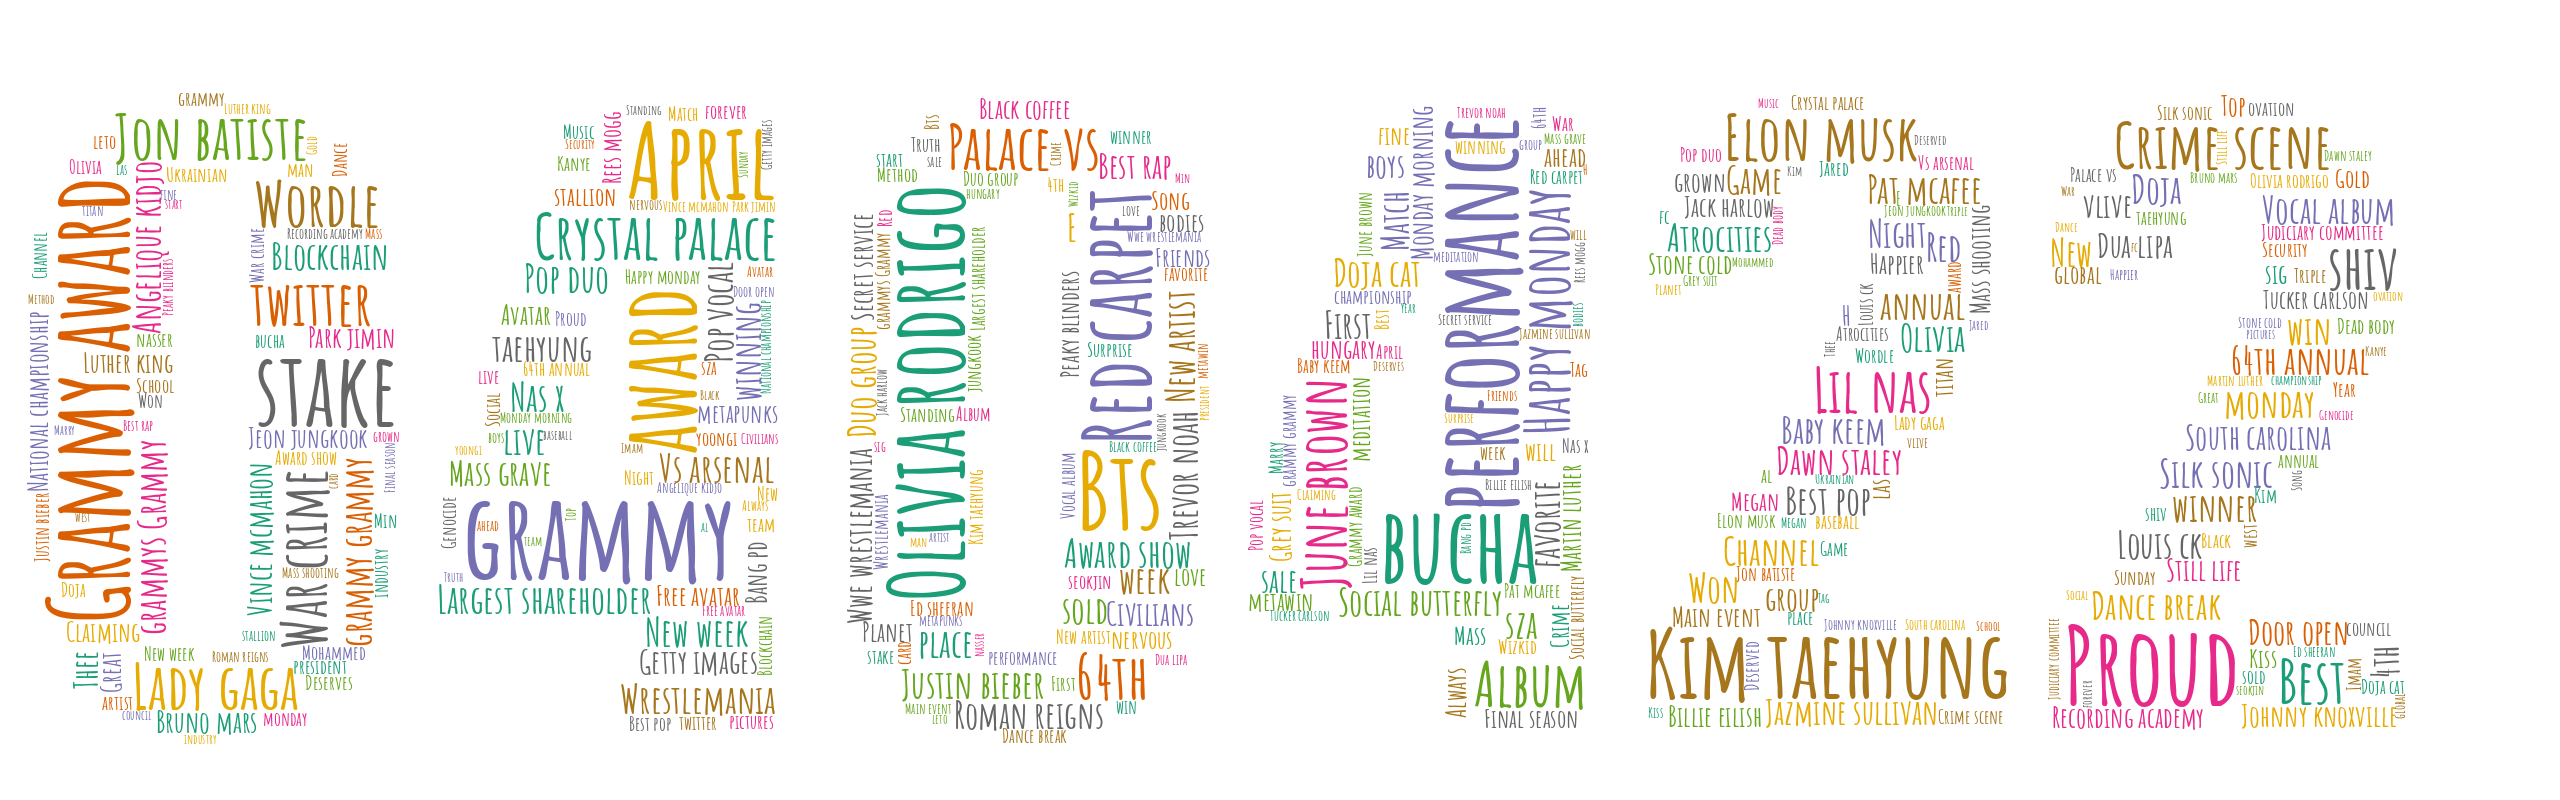 GRAMMY
LUTHER KING
JON BATISTE
LETO
GOLD
DANCE
OLIVIA
LAS
UKRAINIAN
MAN
GRAMMY AWARD
TITAN
ANGELIQUE KIDJO
FINE
START
WORDLE
RECORDING ACADEMY
MASS
CHANNEL
WAR CRIME
BLOCKCHAIN
PEAKY BLINDERS
METHOD
TWITTER
NATIONAL CHAMPIONSHIP
BUCHA
PARK JIMIN
NASSER
LUTHER KING
STAKE
SCHOOL
WON
MARRY
BEST RAP
JEON JUNGKOOK
GROWN
FINAL SEASON
AWARD SHOW
GRAMMYS GRAMMY
VINCE MCMAHON
WAR CRIME
CARD
GRAMMY GRAMMY
JUSTIN BIEBER
WEST
MIN
MASS SHOOTING
INDUSTRY
DOJA
CLAIMING
STALLION
THEE
GREAT
NEW WEEK
ROMAN REIGNS
MOHAMMED
PRESIDENT
DESERVES
LADY GAGA
ARTIST
COUNCIL
BRUNO MARS
MONDAY
INDUSTRY
STANDING
MATCH
FOREVER
MUSIC
SECURITY
REES MOGG
APRIL
SUNDAY
GETTY IMAGES
KANYE
STALLION
NERVOUS
VINCE MCMAHON
PARK JIMIN
CRYSTAL PALACE
POP DUO
HAPPY MONDAY
POP VOCAL
AVATAR
DOOR OPEN
AWARD
AVATAR
PROUD
WINNING
NATIONAL CHAMPIONSHIP
TAEHYUNG
64TH ANNUAL
SZA
LIVE
NAS X
BLACK
SOCIAL
MONDAY MORNING
METAPUNKS
BOYS
LIVE
BASEBALL
YOONGI
CIVILIANS
YOONGI
IMAM
MASS GRAVE
NIGHT
VS ARSENAL
ANGELIQUE KIDJO
NEW
GENOCIDE
AHEAD
GRAMMY
TOP
TEAM
AL
ALWAYS
TEAM
TRUTH
BANG PD
LARGEST SHAREHOLDER
FREE AVATAR
FREE AVATAR
NEW WEEK
BLOCKCHAIN
GETTY IMAGES
WRESTLEMANIA
BEST POP
TWITTER
PICTURES
BLACK COFFEE
BTS
TRUTH
PALACE VS
WINNER
START
METHOD
SALE
CRIME
BEST RAP
MIN
DUO GROUP
HUNGARY
4TH
WIZKID
SONG
LOVE
BODIES
SECRET SERVICE
RED
GRAMMYS GRAMMY
OLIVIA RODRIGO
E
RED CARPET
WWE WRESTLEMANIA
FRIENDS
FAVORITE
LARGEST SHAREHOLDER
PEAKY BLINDERS
SURPRISE
NEW ARTIST
DUO GROUP
JACK HARLOW
JUNGKOOK
METAWIN
STANDING
ALBUM
PRESIDENT
SIG
BLACK COFFEE
JUNGKOOK
TREVOR NOAH
WWE WRESTLEMANIA
VOCAL ALBUM
BTS
WRESTLEMANIA
KIM TAEHYUNG
MAN
ARTIST
AWARD SHOW
SEOKJIN
WEEK
LOVE
ED SHEERAN
METAPUNKS
SOLD
CIVILIANS
PLANET
STAKE
CARD
PLACE
NASSER
NEW ARTIST
NERVOUS
PERFORMANCE
DUA LIPA
JUSTIN BIEBER
FIRST
64TH
MAIN EVENT
LETO
ROMAN REIGNS
WIN
DANCE BREAK
TREVOR NOAH
64TH
WAR
FINE
MONDAY MORNING
WINNING
GROUP
MASS GRAVE
BOYS
AHEAD
H
RED CARPET
JUNE BROWN
MATCH
PERFORMANCE
HAPPY MONDAY
WILL
REES MOGG
MEDITATION
DOJA CAT
CHAMPIONSHIP
YEAR
BODIES
FIRST
BEST
SECRET SERVICE
JAZMINE SULLIVAN
HUNGARY
APRIL
BABY KEEM
DESERVES
TAG
JUNE BROWN
MEDITATION
FRIENDS
GRAMMY GRAMMY
SURPRISE
MARRY
WEEK
WILL
NAS X
CLAIMING
BILLIE EILISH
POP VOCAL
GREY SUIT
GRAMMY AWARD
LIL NAS
BUCHA
BANG PD
FAVORITE
MARTIN LUTHER
SALE
METAWIN
SOCIAL BUTTERFLY
PAT MCAFEE
TUCKER CARLSON
MASS
SZA
WIZKID
CRIME
SOCIAL BUTTERFLY
ALWAYS
ALBUM
FINAL SEASON
MUSIC
CRYSTAL PALACE
ELON MUSK
DESERVED
POP DUO
KIM
JARED
VS ARSENAL
GROWN
GAME
PAT MCAFEE
E
JACK HARLOW
JEON JUNGKOOK
TRIPLE
FC
ATROCITIES
DEAD BODY
NIGHT
RED
MASS SHOOTING
STONE COLD
MOHAMMED
HAPPIER
GREY SUIT
PLANET
AWARD
H
LOUIS CK
ANNUAL
JARED
ATROCITIES
THEE
WORDLE
OLIVIA
LIL NAS
TITAN
BABY KEEM
LADY GAGA
VLIVE
DAWN STALEY
AL
UKRAINIAN
MEGAN
BEST POP
LAS
ELON MUSK
MEGAN
BASEBALL
CHANNEL
GAME
JON BATISTE
WON
GROUP
TAG
MAIN EVENT
PLACE
JOHNNY KNOXVILLE
SOUTH CAROLINA
SCHOOL
KIM TAEHYUNG
DESERVED
KISS
BILLIE EILISH
JAZMINE SULLIVAN
CRIME SCENE
SILK SONIC
TOP
OVATION
CRIME SCENE
STILL LIFE
DAWN STALEY
PALACE VS
BRUNO MARS
OLIVIA RODRIGO
GOLD
WAR
DOJA
VLIVE
TAEHYUNG
VOCAL ALBUM
DANCE
JUDICIARY COMMITTEE
NEW
DUA LIPA
FC
SECURITY
GLOBAL
HAPPIER
SIG
TRIPLE
SHIV
TUCKER CARLSON
OVATION
STONE COLD
PICTURES
WIN
DEAD BODY
64TH ANNUAL
KANYE
MARTIN LUTHER
CHAMPIONSHIP
YEAR
GREAT
MONDAY
GENOCIDE
SOUTH CAROLINA
SILK SONIC
ANNUAL
SONG
WINNER
KIM
SHIV
LOUIS CK
BLACK
WEST
SUNDAY
STILL LIFE
SOCIAL
DANCE BREAK
JUDICIARY COMMITTEE
PROUD
FOREVER
DOOR OPEN
COUNCIL
ED SHEERAN
KISS
SOLD
SEOKJIN
BEST
IMAM
4TH
DOJA CAT
RECORDING ACADEMY
JOHNNY KNOXVILLE
GLOBAL